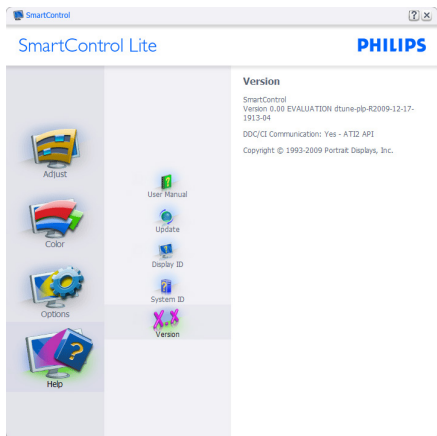 SmartControl
SmartControl Lite
PHILIPS
Adjust
Color
Options
Help
User Manual
Update
Display ID
System ID
X.X
Version
Version
SmartControl
Version 0.00 EVALUATION dtune-plp-R2009-12-17-
1913-04
DDC/CI Communication: Yes - ATI2 API
Copyright © 1993-2009 Portrait Displays, Inc.